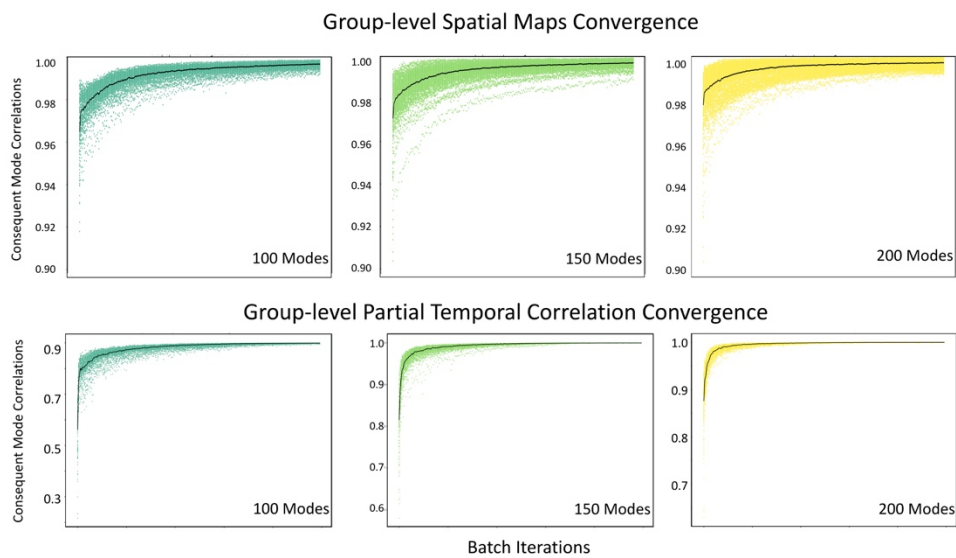 Group-level Spatial Maps Convergence
Consequent Mode Correlations
1.00
0.98
0.96
0.94
0.92
0.90
100 Modes
1.00
0.98
0.96
0.94
0.92
0.90
150 Modes
1.00
0.98
0.96
0.94
0.92
0.90
200 Modes
Group-level Partial Temporal Correlation Convergence
Consequent Mode Correlations
0.9
0.7
0.5
0.3
100 Modes
1.0
0.9
0.8
0.7
0.6
150 Modes
1.0
0.9
0.8
0.7
200 Modes
Batch Iterations